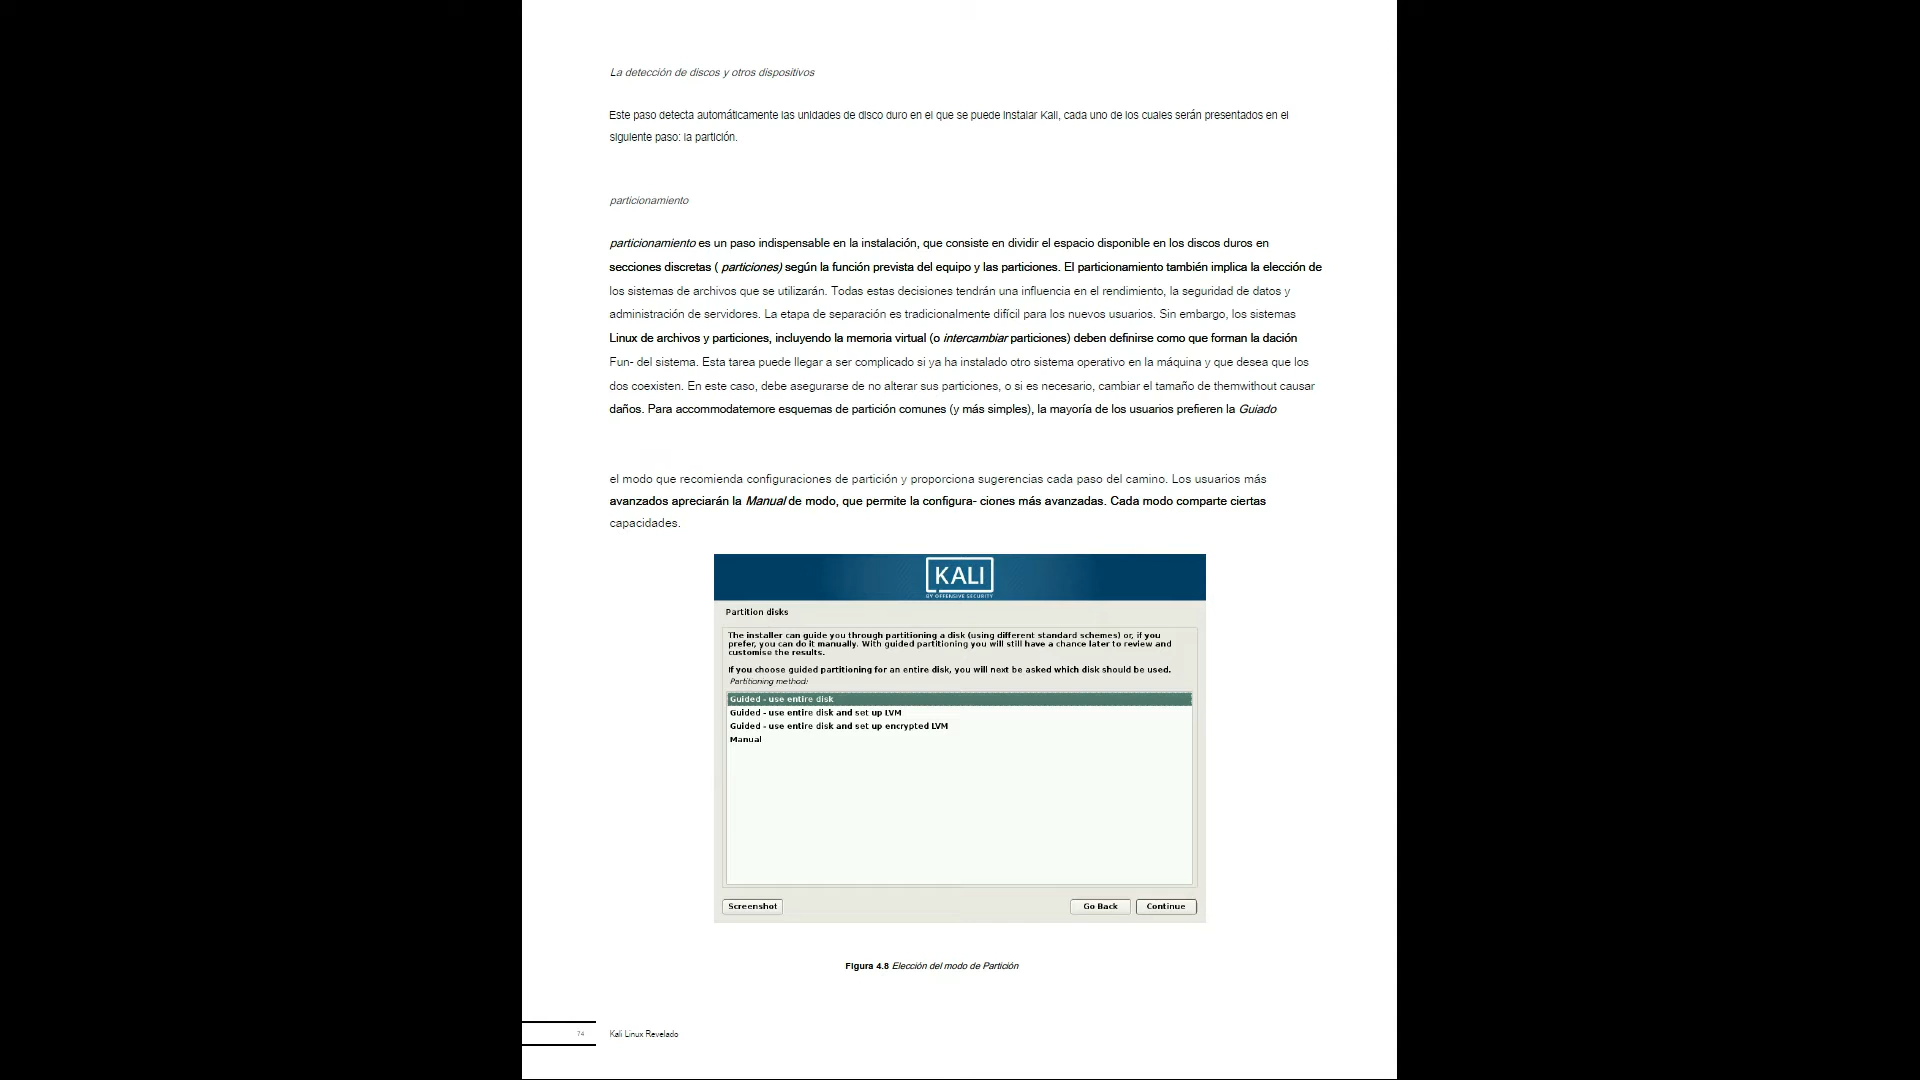 La detección de discos y otros dispositivos
Este paso detecta automáticamente las unidades de disco duro en el que se puede instalar Kali, cada uno de los cuales serán presentados en el
siguiente paso: la partición.
particionamiento
particionamiento es un paso indispensable en la instalación, que consiste en dividir el espacio disponible en los discos duros en
secciones discretas ( particiones) según la función prevista del equipo y las particiones. El particionamiento también implica la elección de
los sistemas de archivos que se utilizarán. Todas estas decisiones tendrán una influencia en el rendimiento, la seguridad de datos y
administración de servidores. La etapa de separación es tradicionalmente difícil para los nuevos usuarios. Sin embargo, los sistemas
Linux de archivos y particiones, incluyendo la memoria virtual (o intercambiar particiones) deben definirse como que forman la dación
Fun- del sistema. Esta tarea puede llegar a ser complicado si ya ha instalado otro sistema operativo en la máquina y que desea que los
dos coexisten. En este caso, debe asegurarse de no alterar sus particiones, o si es necesario, cambiar el tamaño de themwithout causar
daños. Para accommodatemore esquemas de partición comunes (y más simples), la mayoría de los usuarios prefieren la Guiado
el modo que recomienda configuraciones de partición y proporciona sugerencias cada paso del camino. Los usuarios más
avanzados apreciarán la Manual de modo, que permite la configura- ciones más avanzadas. Cada modo comparte ciertas
capacidades.
KALI
BY OFFENSIVE SECURITY
Partition disks
The installer can guide you through partitioning a disk (using different standard schemes) or, if you
prefer, you can do it manually. With guided partitioning you will still have a chance later to review and
customise the results.
If you choose guided partitioning for an entire disk, you will next be asked which disk should be used.
Partitioning method:
Guided - use entire disk
Guided - use entire disk and set up LVM
Guided - use entire disk and set up encrypted LVM
Manual
Screenshot
Go Back
Continue
Figura 4.8 Elección del modo de Partición
74
Kali Linux Revelado